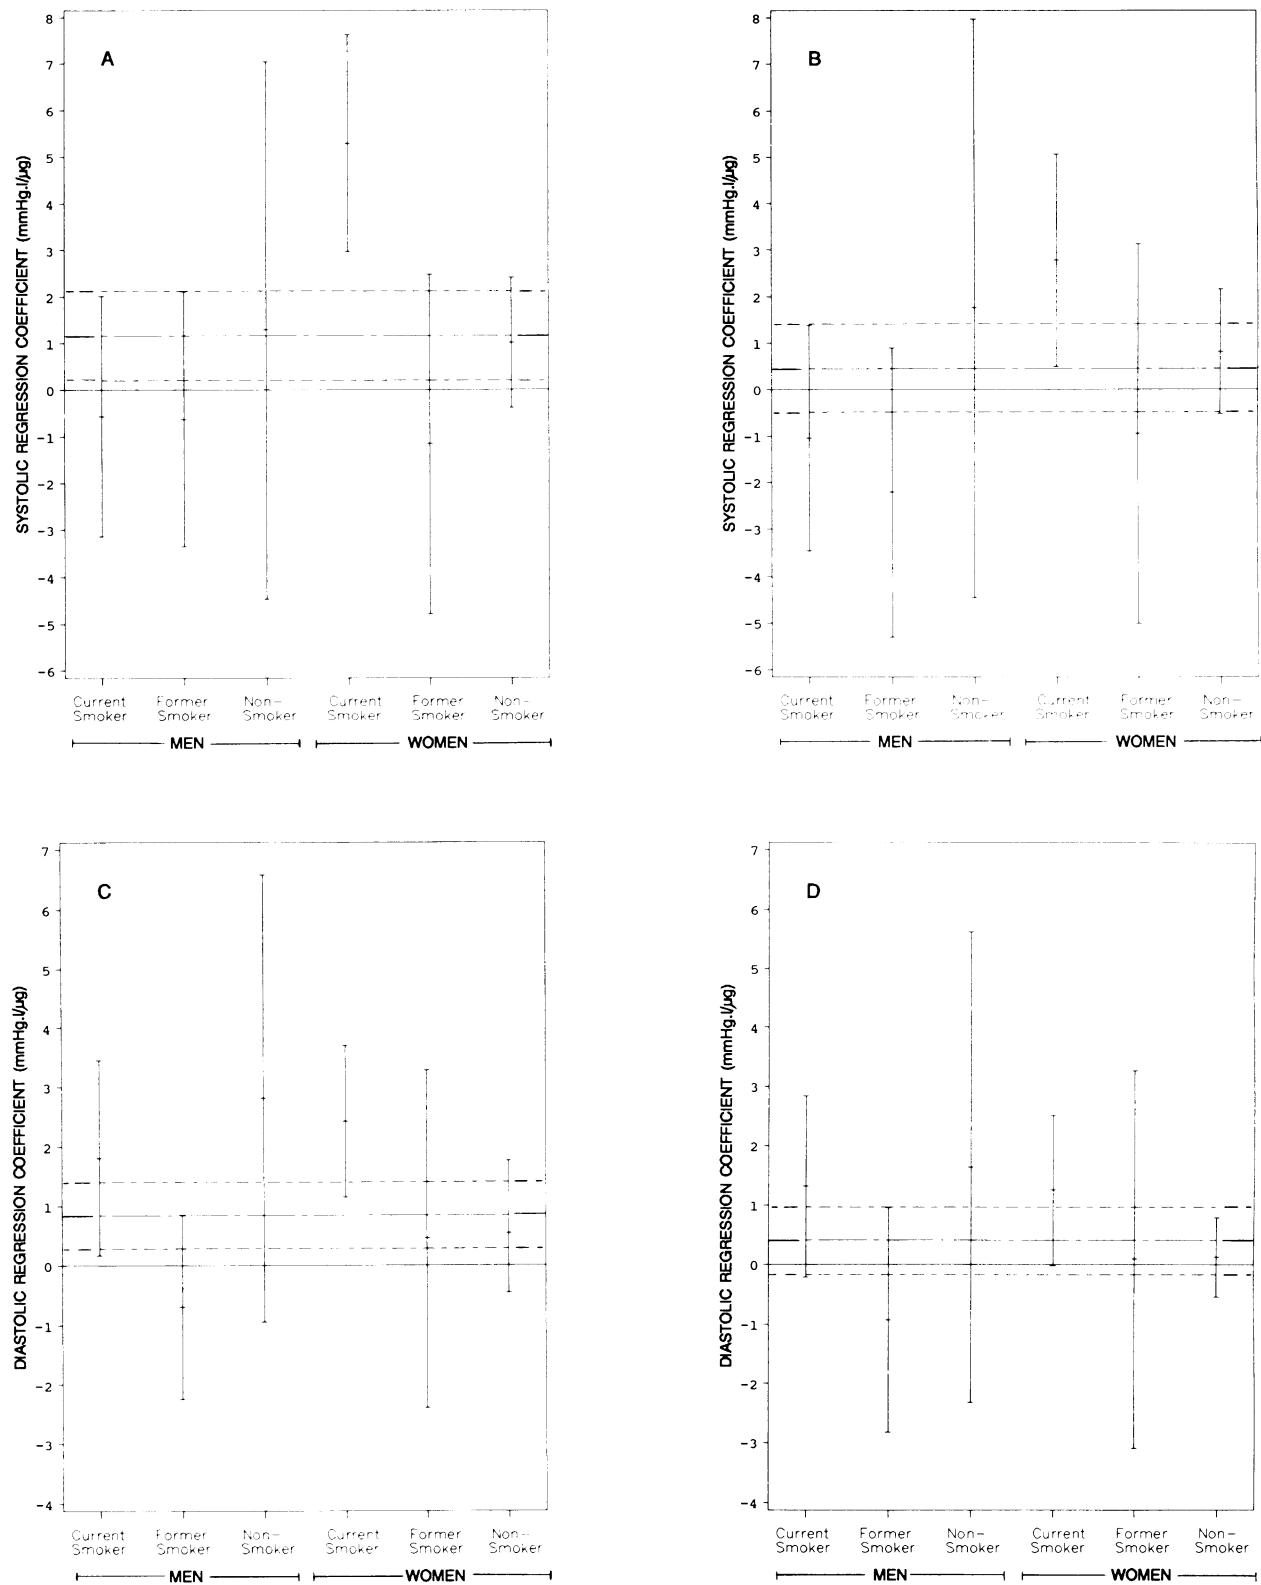 A
SYSTOLIC REGRESSION COEFFICIENT (mmHg.l/µg)
8
7
6
5
4
3
2
1
0
-1
-2
-3
-4
-5
-6
Current Smoker
Former Smoker
Non-Smoker
Current Smoker
Former Smoker
Non-Smoker
MEN
WOMEN
B
SYSTOLIC REGRESSION COEFFICIENT (mmHg.l/µg)
8
7
6
5
4
3
2
1
0
-1
-2
-3
-4
-5
-6
Current Smoker
Former Smoker
Non-Smoker
Current Smoker
Former Smoker
Non-Smoker
MEN
WOMEN
C
DIASTOLIC REGRESSION COEFFICIENT (mmHg.l/µg)
7
6
5
4
3
2
1
0
-1
-2
-3
-4
Current Smoker
Former Smoker
Non-Smoker
Current Smoker
Former Smoker
Non-Smoker
MEN
WOMEN
D
DIASTOLIC REGRESSION COEFFICIENT (mmHg.l/µg)
7
6
5
4
3
2
1
0
-1
-2
-3
-4
Current Smoker
Former Smoker
Non-Smoker
Current Smoker
Former Smoker
Non-Smoker
MEN
WOMEN